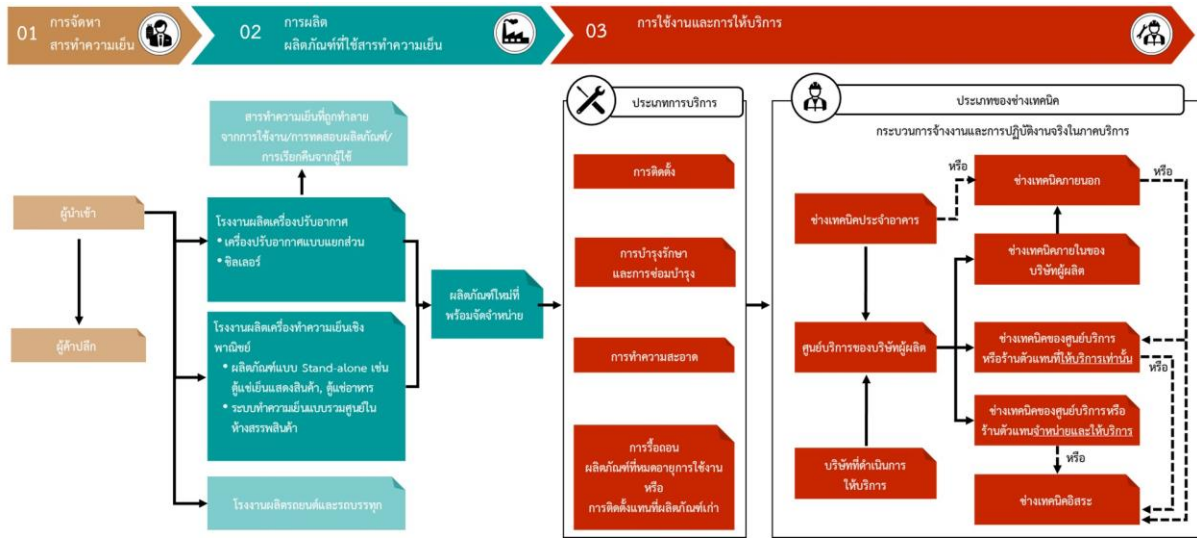 01
การจัดหา
สารทำความเย็น
02
การผลิต
ผลิตภัณฑ์ที่ใช้สารทำความเย็น
03
การใช้งานและการให้บริการ
ผู้นำเข้า
ผู้ค้าปลีก
สารทำความเย็นที่ถูกทำลาย
จากการใช้งาน/การทดสอบผลิตภัณฑ์/
การเรียกคืนจากผู้ใช้
โรงงานผลิตเครื่องปรับอากาศ
• เครื่องปรับอากาศแบบแยกส่วน
• ชิลเลอร์
โรงงานผลิตเครื่องทำความเย็นเชิง
พาณิชย์
• ผลิตภัณฑ์แบบ Stand-alone เช่น
ตู้แช่เย็นแสดงสินค้า, ตู้แช่อาหาร
• ระบบทำความเย็นแบบรวมศูนย์ใน
ห้างสรรพสินค้า
โรงงานผลิตรถยนต์และรถบรรทุก
ผลิตภัณฑ์ใหม่ที่
พร้อมจัดจำหน่าย
ประเภทการบริการ
การติดตั้ง
การบำรุงรักษา
และการซ่อมบำรุง
การทำความสะอาด
การรื้อถอน
ผลิตภัณฑ์ที่หมดอายุการใช้งาน
หรือ
การติดตั้งแทนที่ผลิตภัณฑ์เก่า
ประเภทของช่างเทคนิค
กระบวนการจ้างงานและการปฏิบัติงานจริงในภาคบริการ
ช่างเทคนิคประจำอาคาร
หรือ
ช่างเทคนิคภายนอก
หรือ
ช่างเทคนิคภายในของ
บริษัทผู้ผลิต
ศูนย์บริการของบริษัทผู้ผลิต
ช่างเทคนิคของศูนย์บริการ
หรือร้านตัวแทนที่ให้บริการเท่านั้น
หรือ
ช่างเทคนิคของศูนย์บริการหรือ
ร้านตัวแทนจำหน่ายและให้บริการ
หรือ
บริษัทที่ดำเนินการ
ให้บริการ
ช่างเทคนิคอิสระ